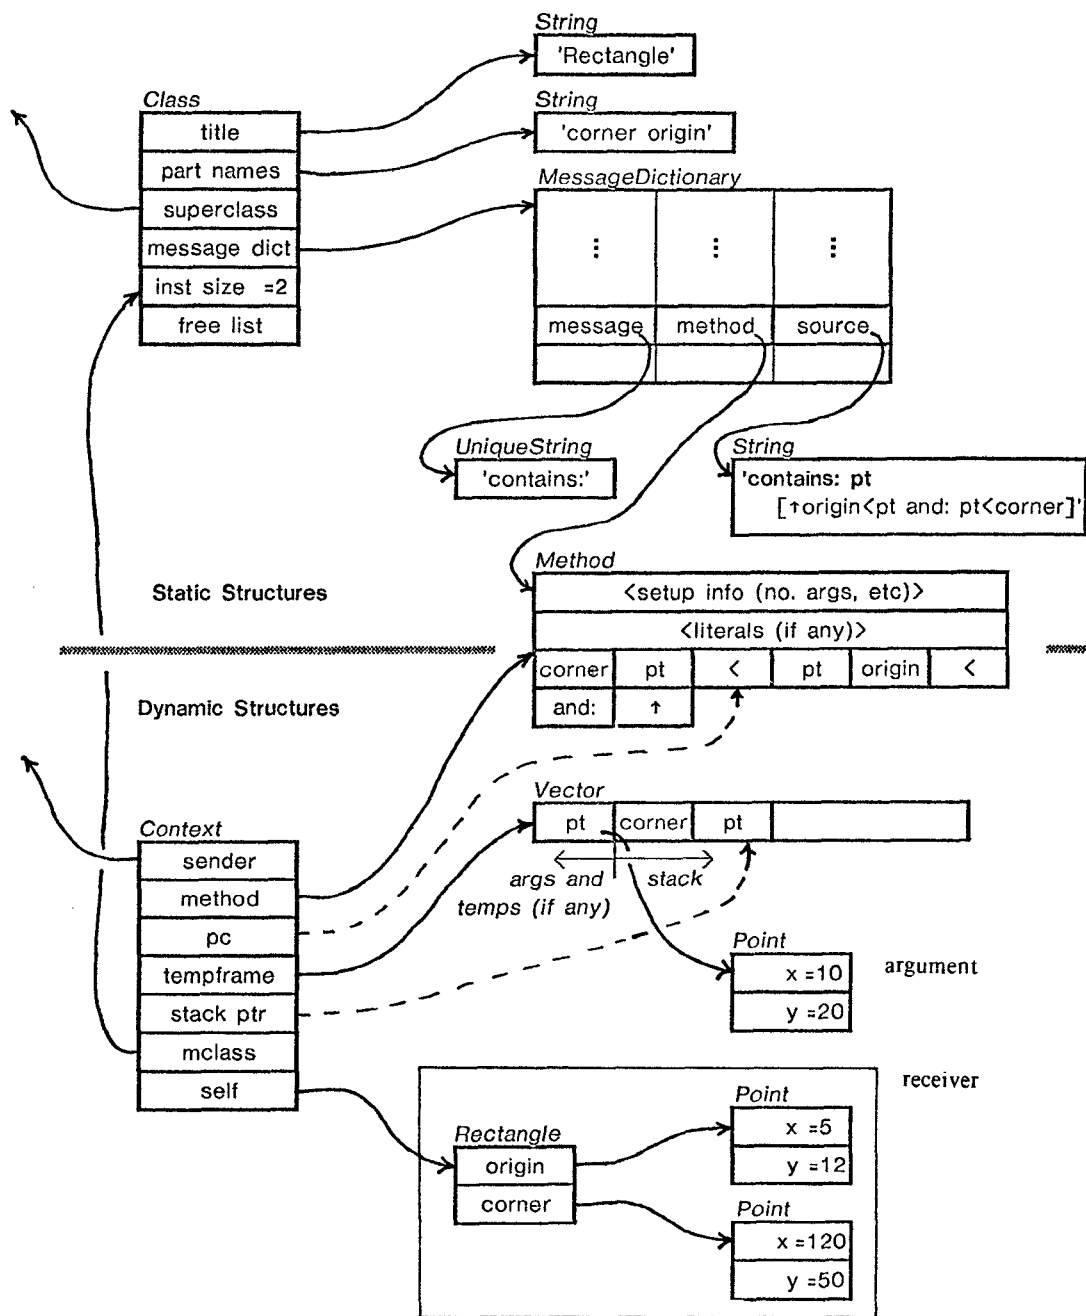 String
'Rectangle'
Class
title
part names
superclass
message dict
inst size =2
free list
String
'corner origin'
MessageDictionary
⋮ ⋮ ⋮
message method source
UniqueString
'contains:'
String
'contains: pt
[↑origin<pt and: pt<corner]'
Static Structures
Method
<setup info (no. args, etc)>
<literals (if any)>
corner pt < pt origin <
and: ↑
Dynamic Structures
Vector
pt corner pt
args and
temps (if any)
stack
Context
sender
method
pc
tempframe
stack ptr
mclass
self
Point
x =10
y =20
argument
receiver
Rectangle
origin
corner
Point
x =5
y =12
Point
x =120
y =50